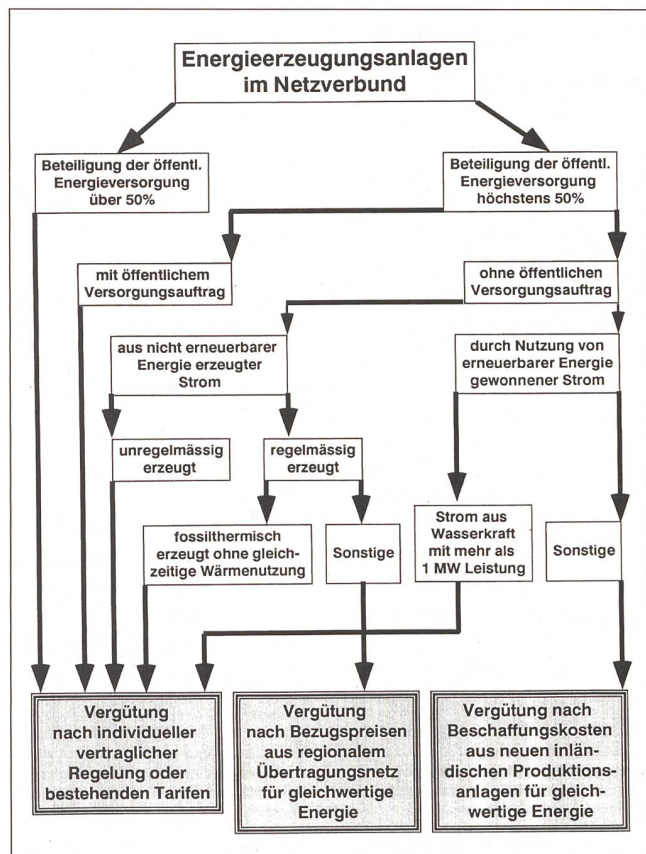 Energieerzeugungsanlagen
im Netzverbund
Beteiligung der öffentl.
Energieversorgung
über 50%
Beteiligung der öffentl.
Energieversorgung
höchstens 50%
mit öffentlichem
Versorgungsauftrag
ohne öffentlichen
Versorgungsauftrag
aus nicht erneuerbarer
Energie erzeugter
Strom
durch Nutzung von
erneuerbarer Energie
gewonnener Strom
unregelmässig
erzeugt
regelmässig
erzeugt
fossilthermisch
erzeugt ohne gleich-
zeitige Wärmenutzung
Sonstige
Strom aus
Wasserkraft
mit mehr als
1 MW Leistung
Sonstige
Vergütung
nach individueller
vertraglicher
Regelung oder
bestehenden Tarifen
Vergütung
nach Bezugspreisen
aus regionalem
Übertragungsnetz
für gleichwertige
Energie
Vergütung nach
Beschaffungskosten
aus neuen inlän-
dischen Produktions-
anlagen für gleich-
wertige Energie